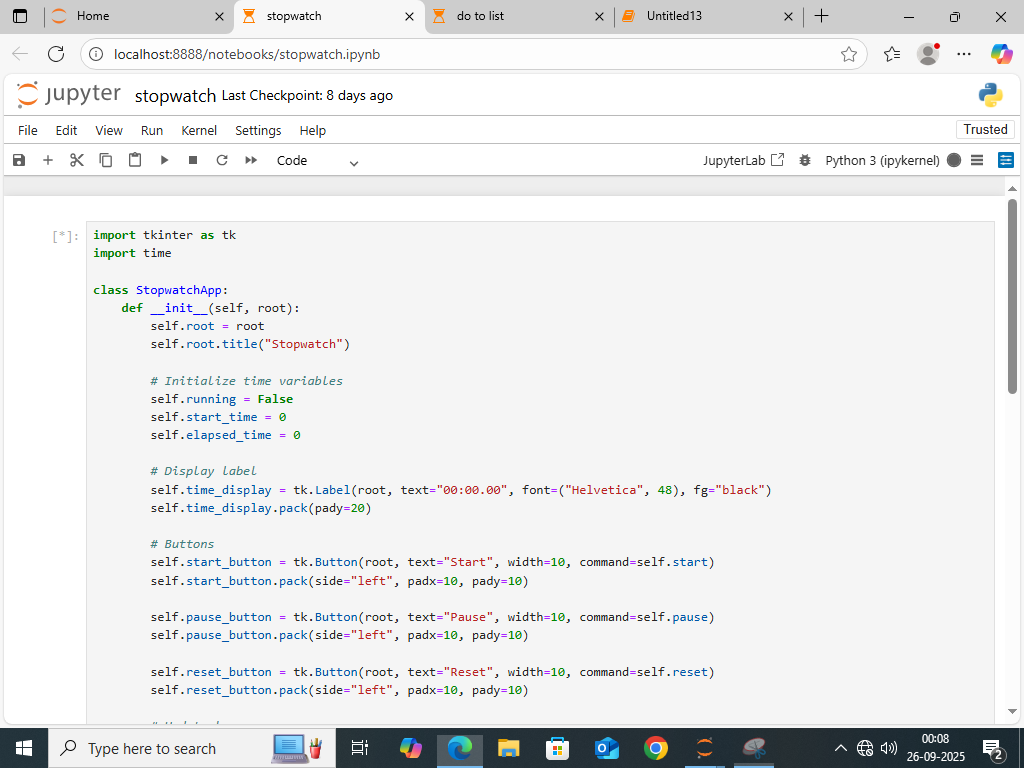 Home
stopwatch
do to list
Untitled13
localhost:8888/notebooks/stopwatch.ipynb
jupyter stopwatch Last Checkpoint: 8 days ago
File Edit View Run Kernel Settings Help
Trusted
Code
JupyterLab
Python 3 (ipykernel)
[*]:
import tkinter as tk
import time
class StopwatchApp:
    def __init__(self, root):
        self.root = root
        self.root.title("Stopwatch")
        # Initialize time variables
        self.running = False
        self.start_time = 0
        self.elapsed_time = 0
        # Display label
        self.time_display = tk.Label(root, text="00:00.00", font=("Helvetica", 48), fg="black")
        self.time_display.pack(pady=20)
        # Buttons
        self.start_button = tk.Button(root, text="Start", width=10, command=self.start)
        self.start_button.pack(side="left", padx=10, pady=10)
        self.pause_button = tk.Button(root, text="Pause", width=10, command=self.pause)
        self.pause_button.pack(side="left", padx=10, pady=10)
        self.reset_button = tk.Button(root, text="Reset", width=10, command=self.reset)
        self.reset_button.pack(side="left", padx=10, pady=10)
Type here to search
00:08
26-09-2025
2